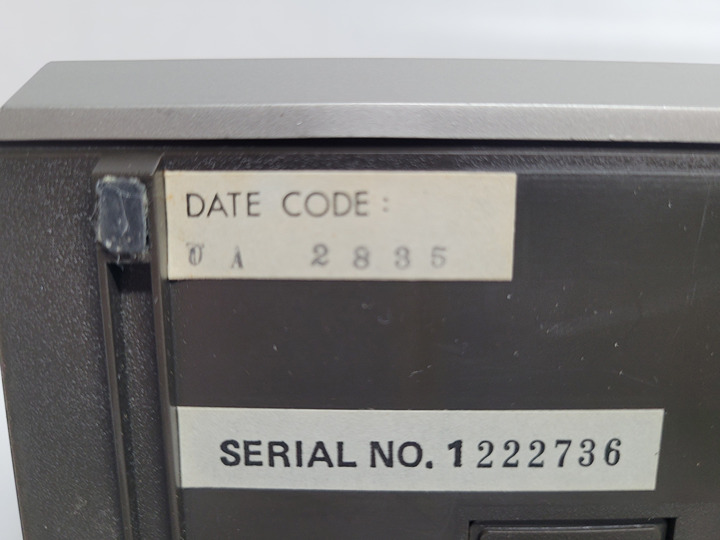 DATE CODE:
A 2835
SERIAL NO. 1222736